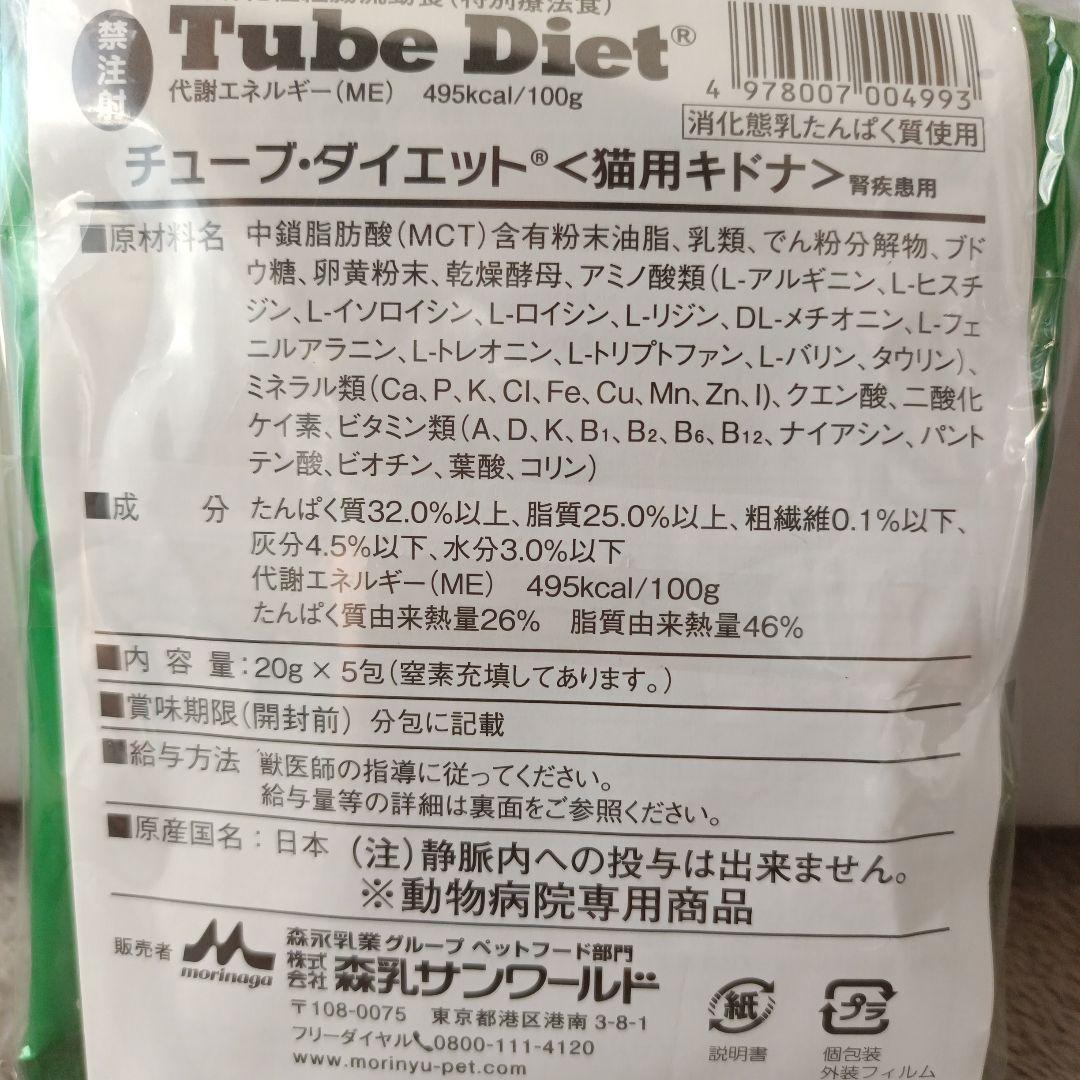 流動食(特別療法食)
禁注射
Tube Diet®
代謝エネルギー(ME) 495kcal/100g
4 978007 004993
消化態乳たんぱく質使用
チューブ・ダイエット®<猫用キドナ>腎疾患用
■原材料名 中鎖脂肪酸(MCT)含有粉末油脂、乳類、でん粉分解物、ブド
ウ糖、卵黄粉末、乾燥酵母、アミノ酸類(L-アルギニン、L-ヒスチ
ジン、L-イソロイシン、L-ロイシン、L-リジン、DL-メチオニン、L-フェ
ニルアラニン、L-トレオニン、L-トリプトファン、L-バリン、タウリン)、
ミネラル類(Ca、P、K、Cl、Fe、Cu、Mn、Zn、I)、クエン酸、二酸化
ケイ素、ビタミン類(A、D、K、B1、B2、B6、B12、ナイアシン、パント
テン酸、ビオチン、葉酸、コリン)
■成 分 たんぱく質32.0%以上、脂質25.0%以上、粗繊維0.1%以下、
灰分4.5%以下、水分3.0%以下
代謝エネルギー(ME) 495kcal/100g
たんぱく質由来熱量26% 脂質由来熱量46%
■内容量:20g×5包(窒素充填してあります。)
■賞味期限(開封前) 分包に記載
■給与方法 獣医師の指導に従ってください。
給与量等の詳細は裏面をご参照ください。
■原産国名:日本 (注)静脈内への投与は出来ません。
※動物病院専用商品
販売者 morinaga 森永乳業グループ ペットフード部門
株式会社 森乳サンワールド
〒108-0075 東京都港区港南3-8-1
フリーダイヤル 0800-111-4120
www.morinyu-pet.com
紙
説明書
プラ
個包装
外装フィルム